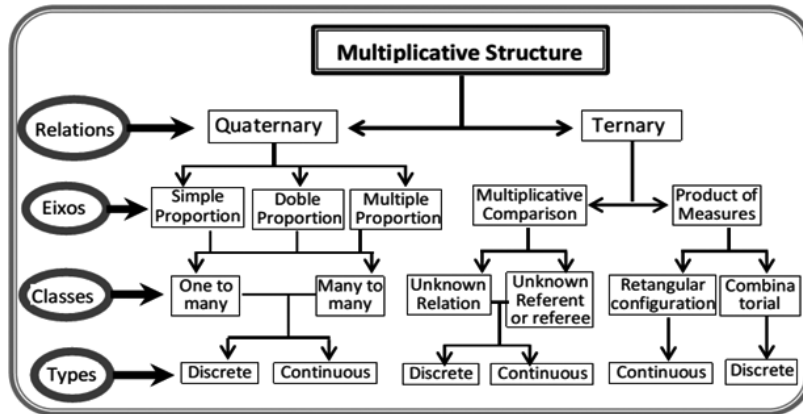 Multiplicative Structure
Relations
Quaternary
Ternary
Eixos
Simple
Proportion
Doble
Proportion
Multiple
Proportion
Multiplicative
Comparison
Product of
Measures
Classes
One to
many
Many to
many
Unknown
Relation
Unknown
Referent
or referee
Retangular
configuration
Combina
torial
Types
Discrete
Continuous
Discrete
Continuous
Continuous
Discrete